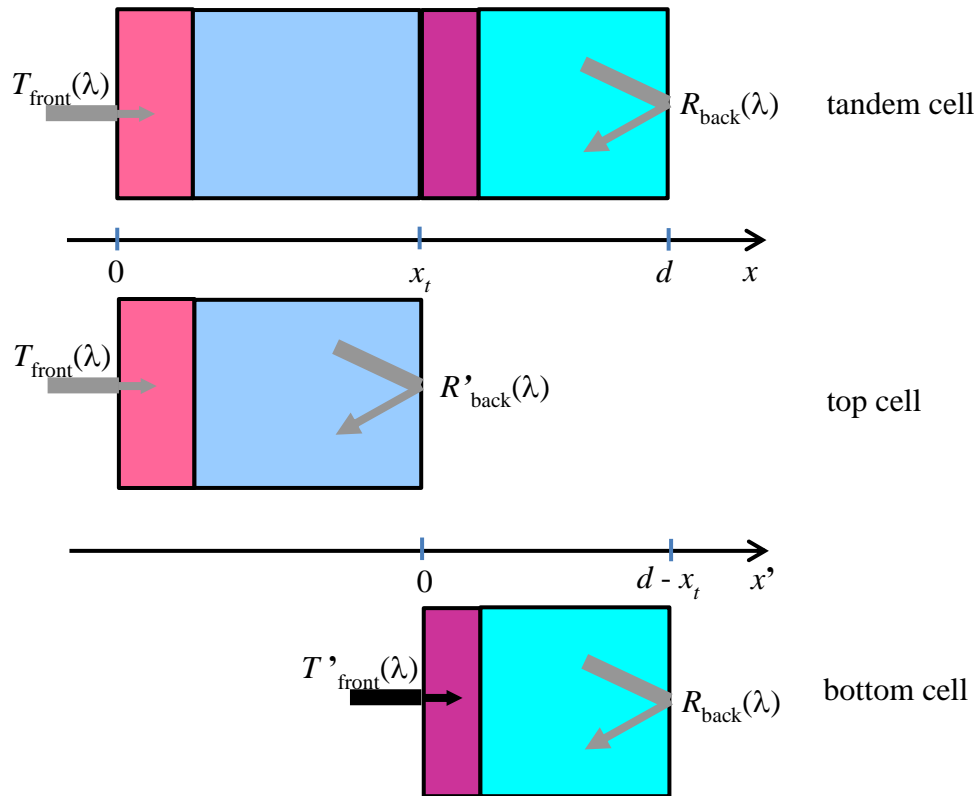 T_front(λ)
R_back(λ)
tandem cell
0
x_t
d
x
T_front(λ)
R’_back(λ)
top cell
0
d - x_t
x’
T’_front(λ)
R_back(λ)
bottom cell